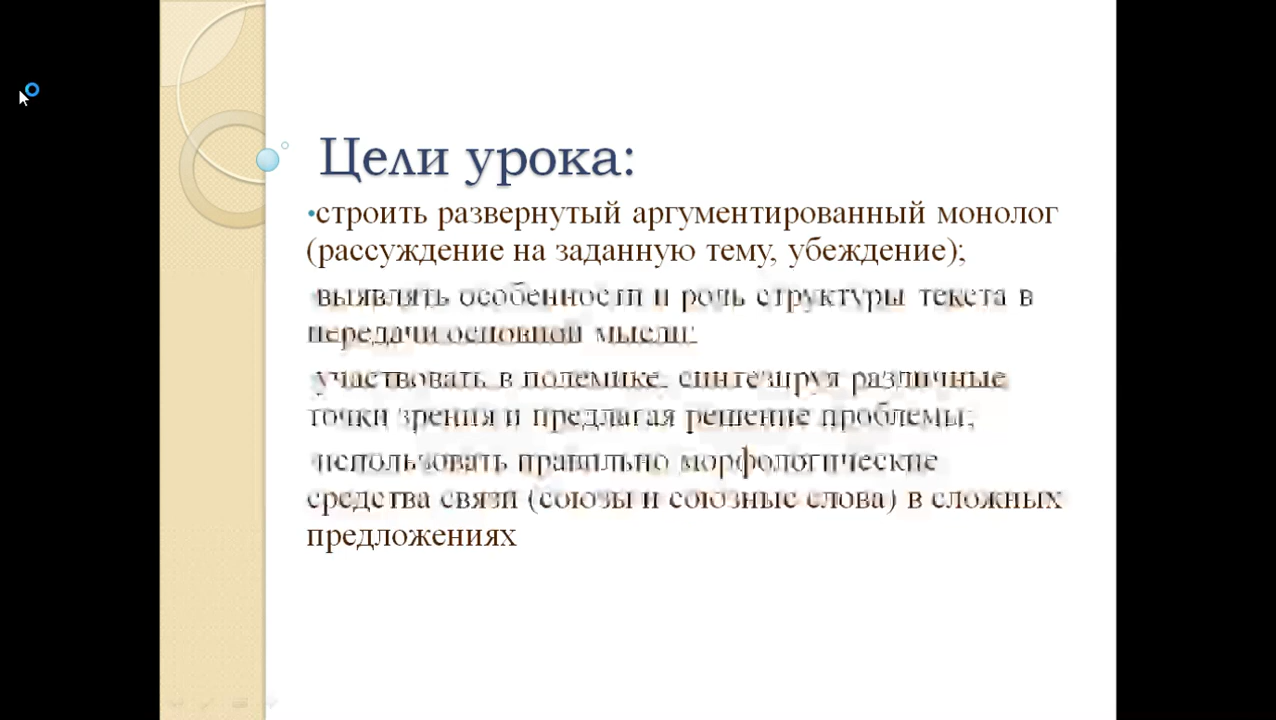 Цели урока:
•строить развернутый аргументированный монолог
(рассуждение на заданную тему, убеждение);
выявлять особенности и роль структуры текста в
передачи основной мысли;
участвовать в полемике, синтезируя различные
точки зрения и предлагая решение проблемы;
использовать правильно морфологические
средства связи (союзы и союзные слова) в сложных
предложениях